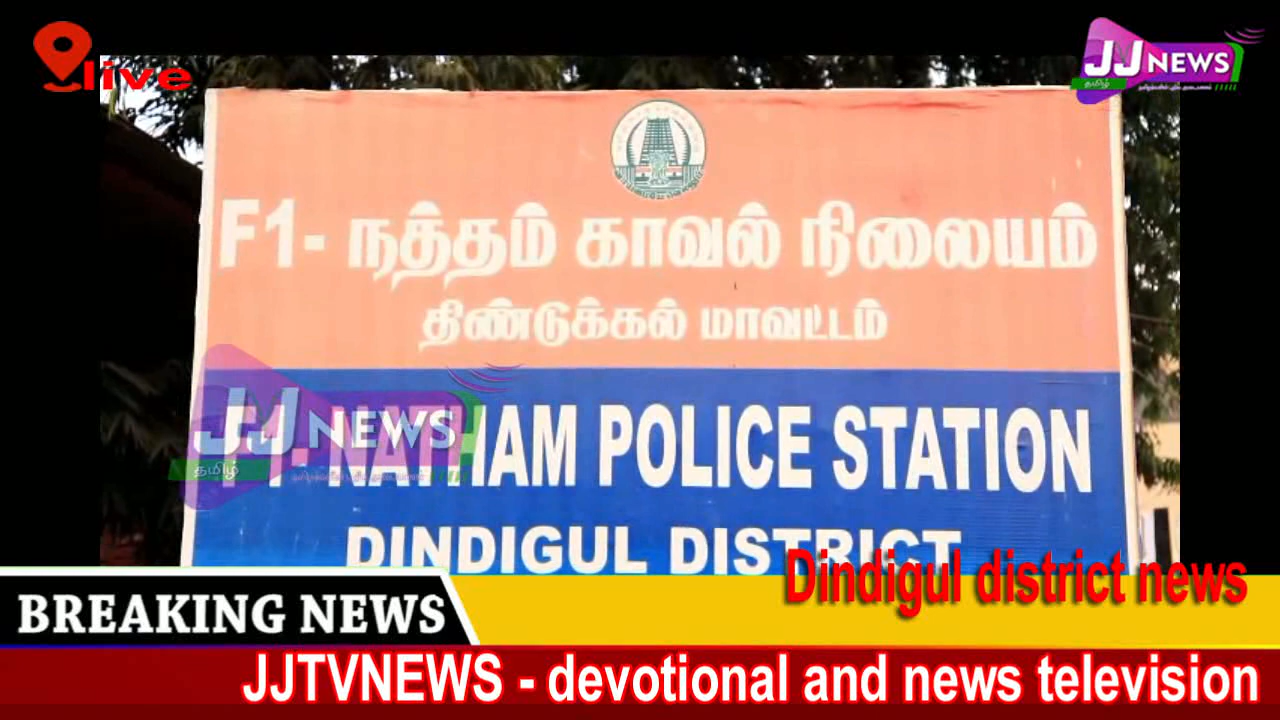 live
JJ NEWS
தமிழ்
F1- நத்தம் காவல் நிலையம்
திண்டுக்கல் மாவட்டம்
JJ NEWS
தமிழ்
POLICE STATION
DINDIGUL DISTRICT
Dindigul district news
BREAKING NEWS
JJTVNEWS - devotional and news television